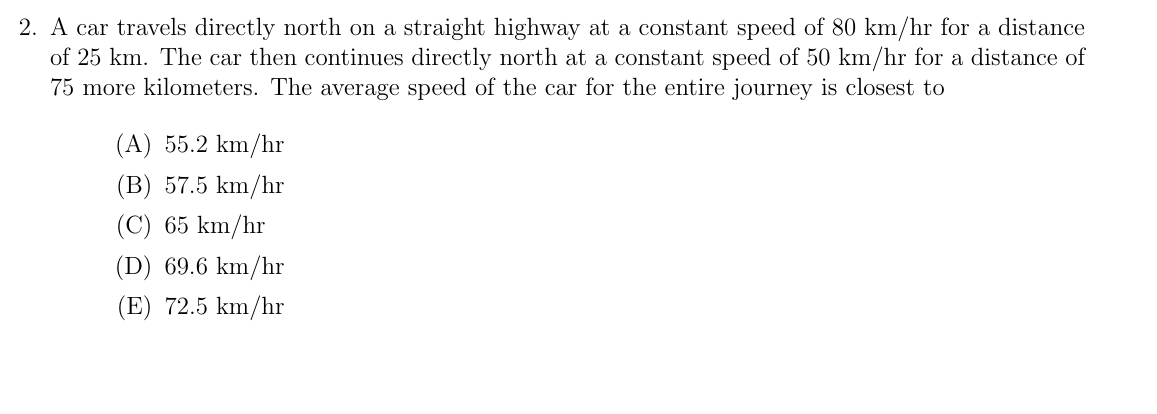 2. A car travels directly north on a straight highway at a constant speed of 80 km/hr for a distance
of 25 km. The car then continues directly north at a constant speed of 50 km/hr for a distance of
75 more kilometers. The average speed of the car for the entire journey is closest to
(A) 55.2 km/hr
(B) 57.5 km/hr
(C) 65 km/hr
(D) 69.6 km/hr
(E) 72.5 km/hr